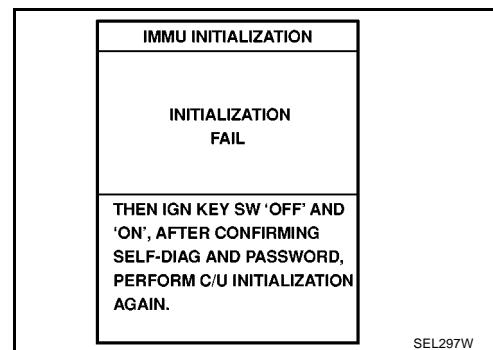 IMMU INITIALIZATION
INITIALIZATION
FAIL
THEN IGN KEY SW ‘OFF’ AND
‘ON’, AFTER CONFIRMING
SELF-DIAG AND PASSWORD,
PERFORM C/U INITIALIZATION
AGAIN.
SEL297W